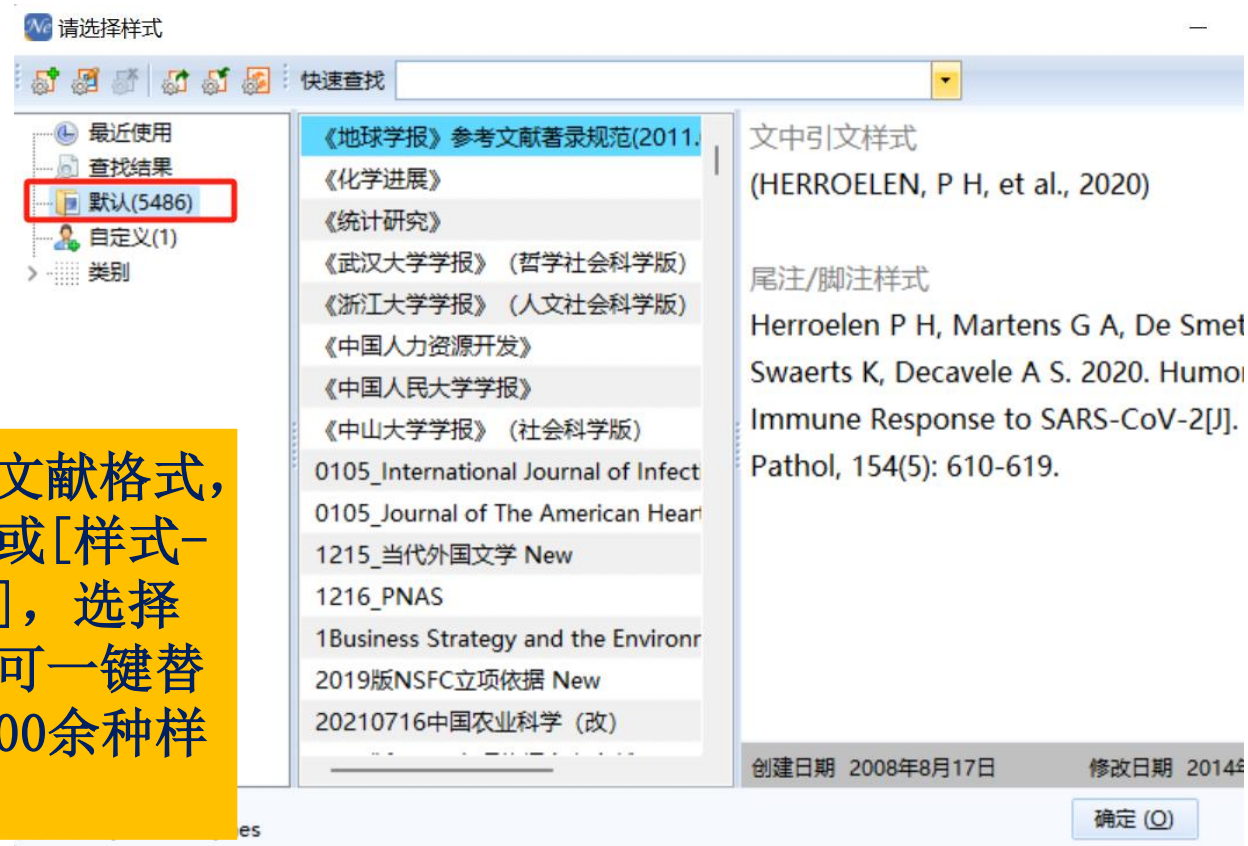 Ne 请选择样式
快速查找
最近使用
查找结果
默认(5486)
自定义(1)
类别
《地球学报》参考文献著录规范(2011.
《化学进展》
《统计研究》
《武汉大学学报》（哲学社会科学版）
《浙江大学学报》（人文社会科学版）
《中国人力资源开发》
《中国人民大学学报》
《中山大学学报》（社会科学版）
0105_International Journal of Infect
0105_Journal of The American Heart
1215_当代外国文学 New
1216_PNAS
1Business Strategy and the Environr
2019版NSFC立项依据 New
20210716中国农业科学（改）
文中引文样式
(HERROELEN, P H, et al., 2020)
尾注/脚注样式
Herroelen P H, Martens G A, De Smet
Swaerts K, Decavele A S. 2020. Humor
Immune Response to SARS-CoV-2[J].
Pathol, 154(5): 610-619.
创建日期 2008年8月17日 修改日期 2014年
确定 (O)
文献格式，
或[样式-
]，选择
可一键替
00余种样
es